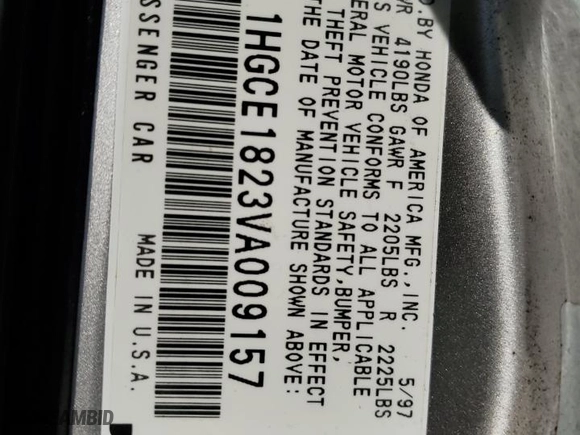 D. BY HONDA OF AMERICA MFG., INC. 5/97
VR 4190LBS GAWR F 2205LBS R 2225LBS
S VEHICLE CONFORMS TO ALL APPLICABLE
ERAL MOTOR VEHICLE SAFETY, BUMPER,
THEFT PREVENTION STANDARDS IN EFFECT
THE DATE OF MANUFACTURE SHOWN ABOVE:
1HGCE1823VA009157
SSENGER CAR MADE IN U.S.A.